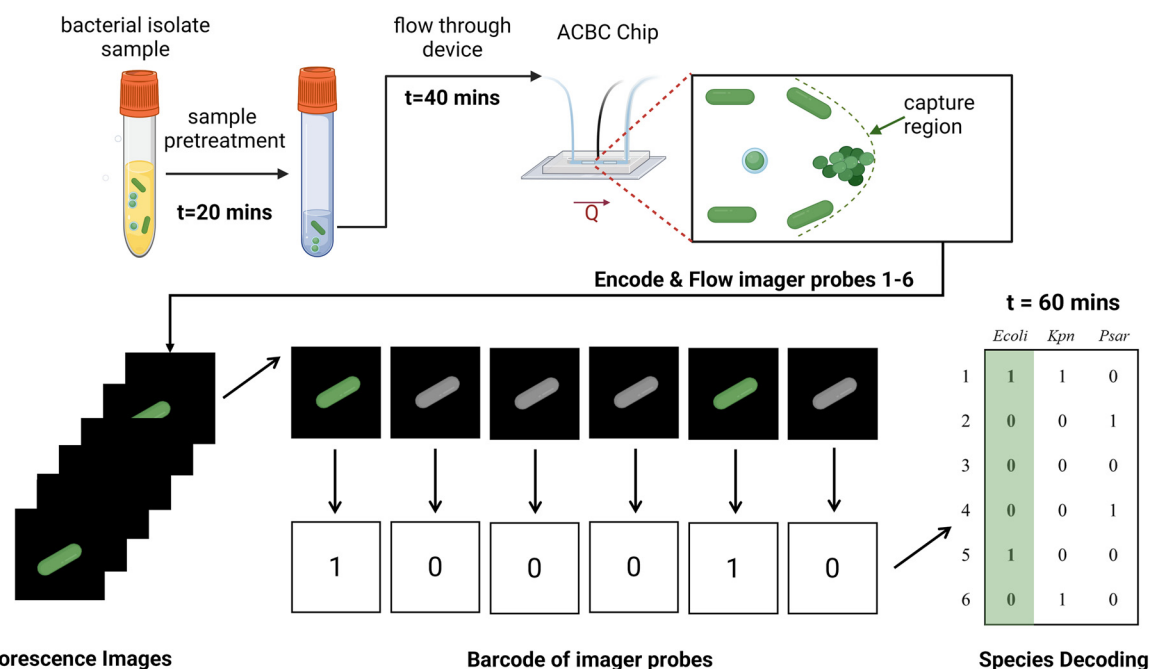 bacterial isolate
sample
sample
pretreatment
t=20 mins
flow through
device
t=40 mins
ACBC Chip
Q
capture
region
Encode & Flow imager probes 1-6
t = 60 mins
Ecoli Kpn Psar
1 1 1 0
2 0 0 1
3 0 0 0
4 0 0 1
5 1 0 0
6 0 1 0
1 0 0 0 1 0
orescence Images
Barcode of imager probes
Species Decoding